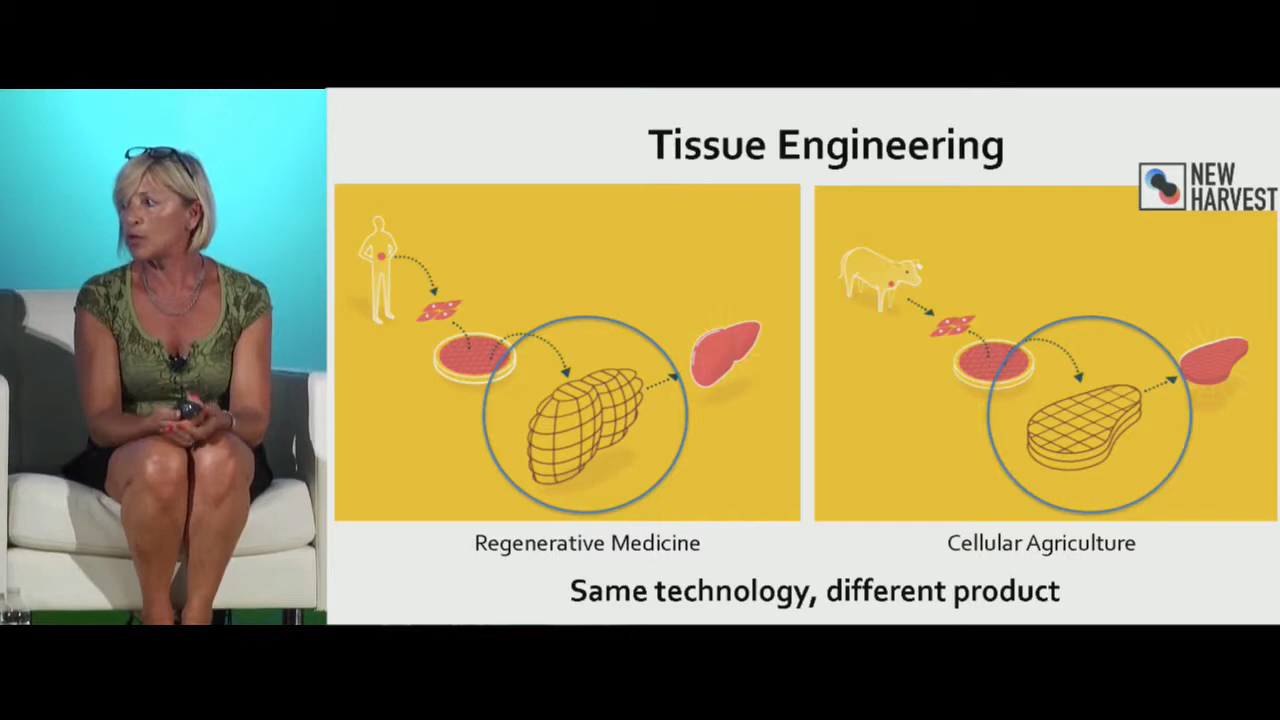 Tissue Engineering
NEW
HARVEST
Regenerative Medicine
Cellular Agriculture
Same technology, different product